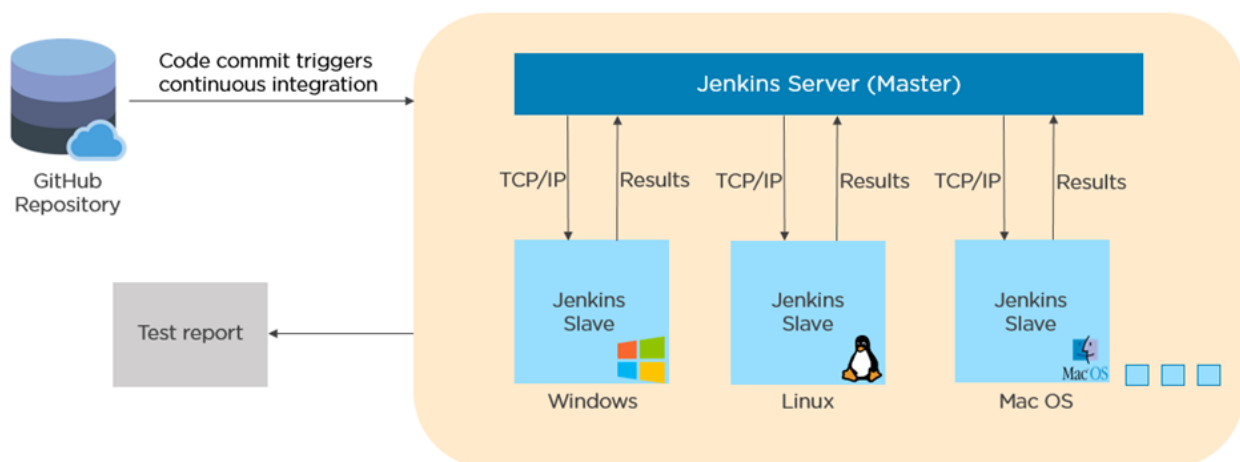 Code commit triggers
continuous integration
GitHub
Repository
Jenkins Server (Master)
TCP/IP
Results
TCP/IP
Results
TCP/IP
Results
Jenkins
Slave
Windows
Jenkins
Slave
Linux
Jenkins
Slave
Mac OS
Mac OS
Test report